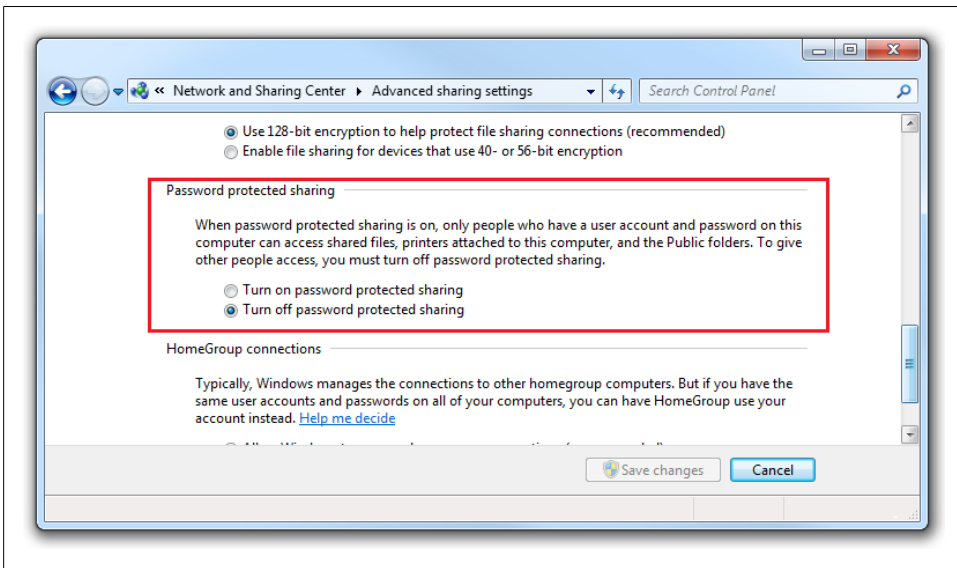 « Network and Sharing Center ▸ Advanced sharing settings
Search Control Panel
Use 128-bit encryption to help protect file sharing connections (recommended)
Enable file sharing for devices that use 40- or 56-bit encryption
Password protected sharing
When password protected sharing is on, only people who have a user account and password on this
computer can access shared files, printers attached to this computer, and the Public folders. To give
other people access, you must turn off password protected sharing.
Turn on password protected sharing
Turn off password protected sharing
HomeGroup connections
Typically, Windows manages the connections to other homegroup computers. But if you have the
same user accounts and passwords on all of your computers, you can have HomeGroup use your
account instead. Help me decide
Save changes
Cancel